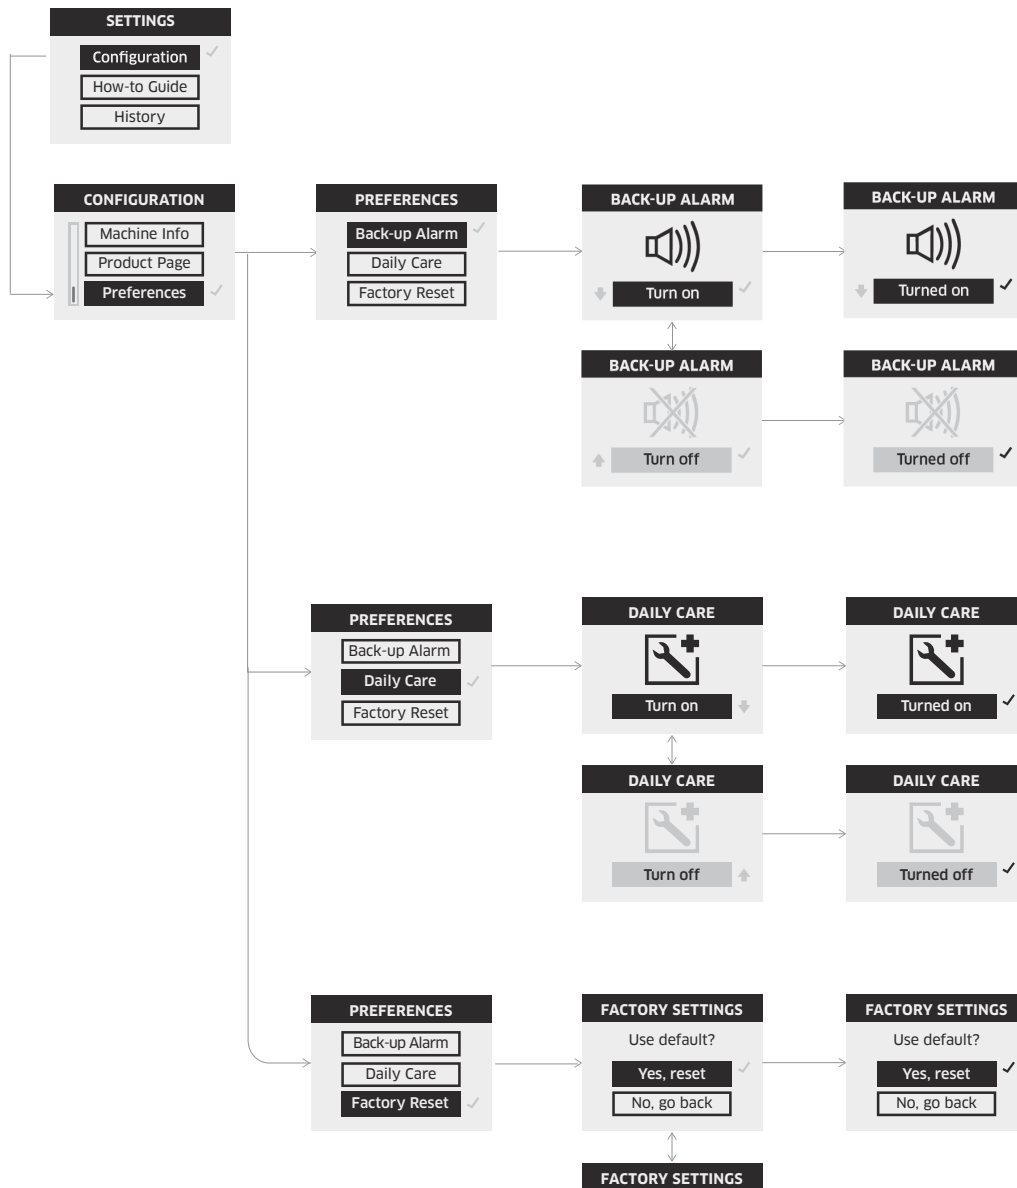 SETTINGS
Configuration
How-to Guide
History
CONFIGURATION
Machine Info
Product Page
Preferences
PREFERENCES
Back-up Alarm
Daily Care
Factory Reset
BACK-UP ALARM
Turn on
BACK-UP ALARM
Turned on
BACK-UP ALARM
Turn off
BACK-UP ALARM
Turned off
PREFERENCES
Back-up Alarm
Daily Care
Factory Reset
DAILY CARE
Turn on
DAILY CARE
Turned on
DAILY CARE
Turn off
DAILY CARE
Turned off
PREFERENCES
Back-up Alarm
Daily Care
Factory Reset
FACTORY SETTINGS
Use default?
Yes, reset
No, go back
FACTORY SETTINGS
Use default?
Yes, reset
No, go back
FACTORY SETTINGS